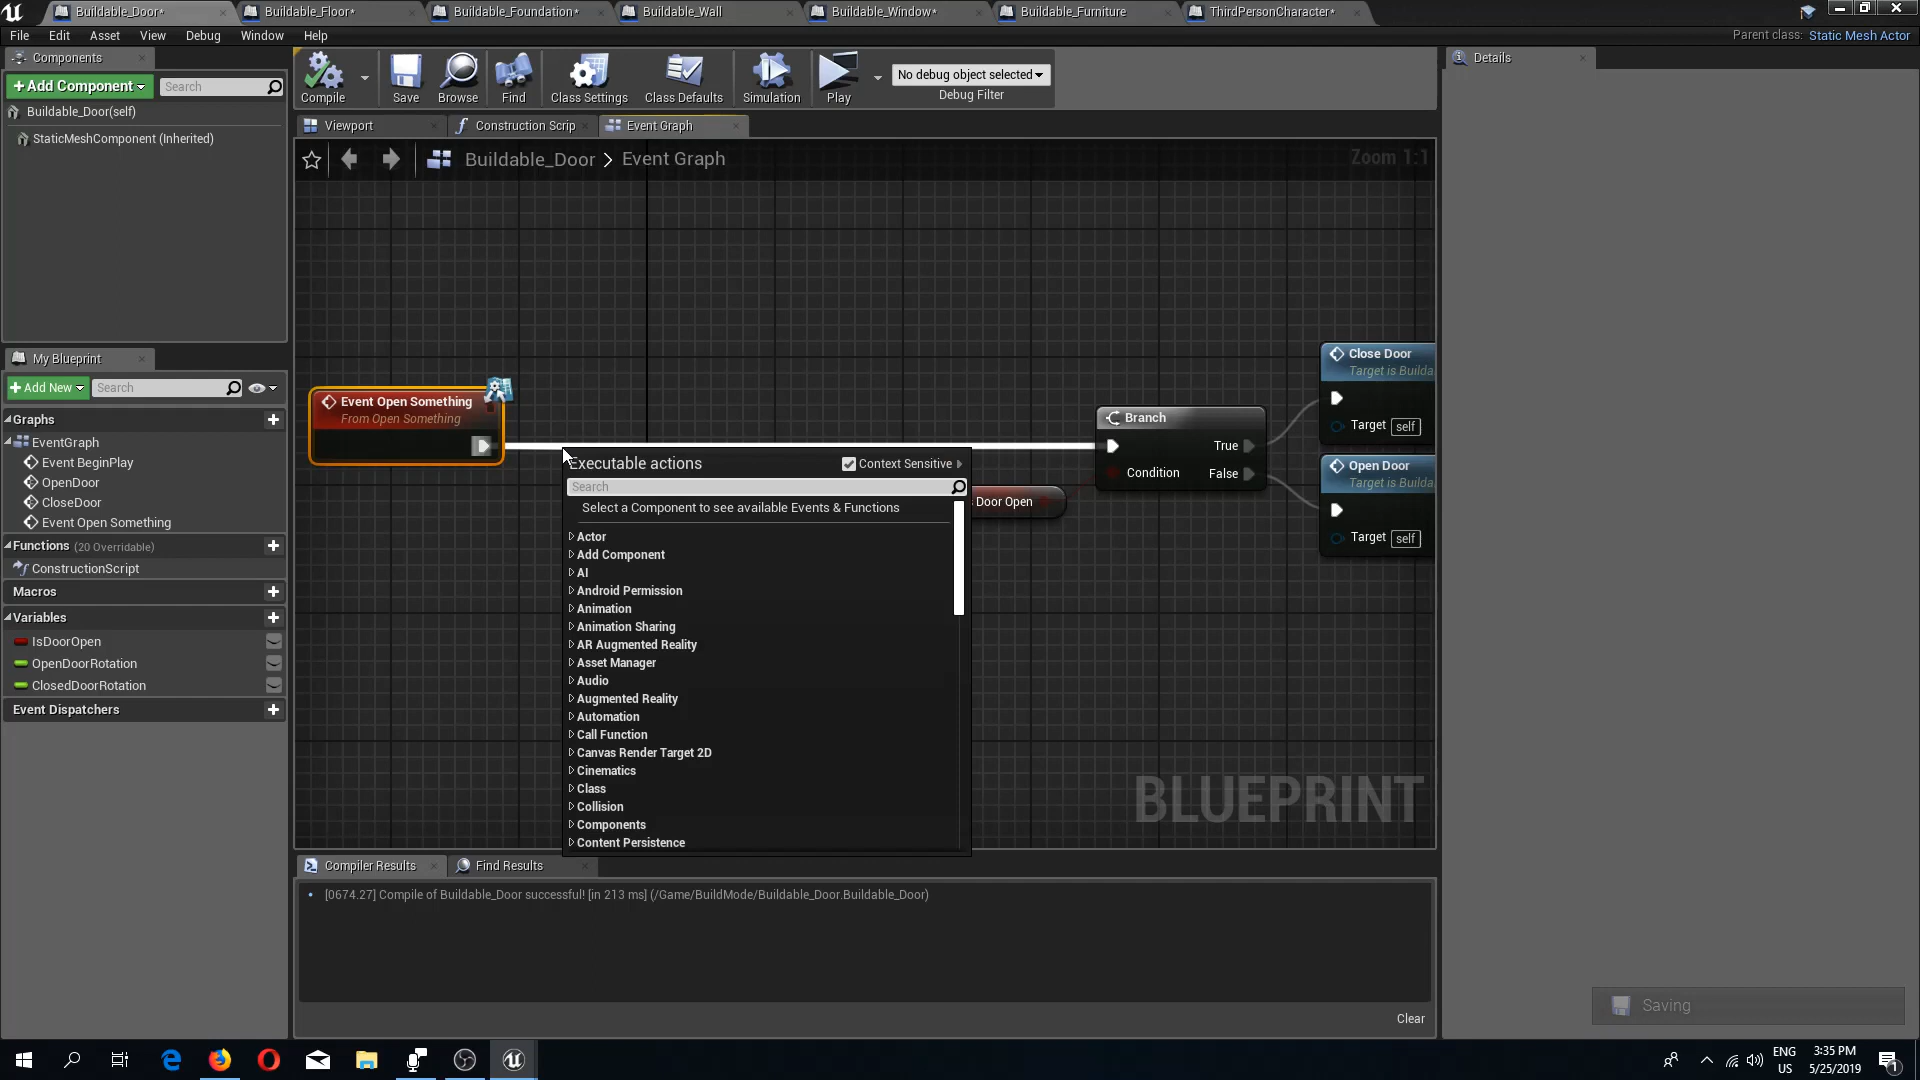 Buildable_Door*
Buildable_Floor*
Buildable_Foundation*
Buildable_Wall
Buildable_Window*
Buildable_Furniture
ThirdPersonCharacter*
File Edit Asset View Debug Window Help
Parent class: Static Mesh Actor
Components
+Add Component
Search
Buildable_Door(self)
StaticMeshComponent (Inherited)
Compile
Save
Browse
Find
Class Settings
Class Defaults
Simulation
Play
No debug object selected
Debug Filter
Details
Viewport
Construction Scrip
Event Graph
Buildable_Door > Event Graph
Zoom 1:1
My Blueprint
+Add New
Search
Graphs
EventGraph
Event BeginPlay
OpenDoor
CloseDoor
Event Open Something
Functions (20 Overridable)
ConstructionScript
Macros
Variables
IsDoorOpen
OpenDoorRotation
ClosedDoorRotation
Event Dispatchers
Event Open Something
From Open Something
Executable actions
Context Sensitive
Search
Select a Component to see available Events & Functions
Actor
Add Component
AI
Android Permission
Animation
Animation Sharing
AR Augmented Reality
Asset Manager
Audio
Augmented Reality
Automation
Call Function
Canvas Render Target 2D
Cinematics
Class
Collision
Components
Content Persistence
Door Open
Branch
True
Condition
False
Close Door
Target is Builda
Target self
Open Door
Target is Builda
Target self
BLUEPRINT
Compiler Results
Find Results
[0674.27] Compile of Buildable_Door successful! [in 213 ms] (/Game/BuildMode/Buildable_Door.Buildable_Door)
Clear
Saving
ENG
US
3:35 PM
5/25/2019
1